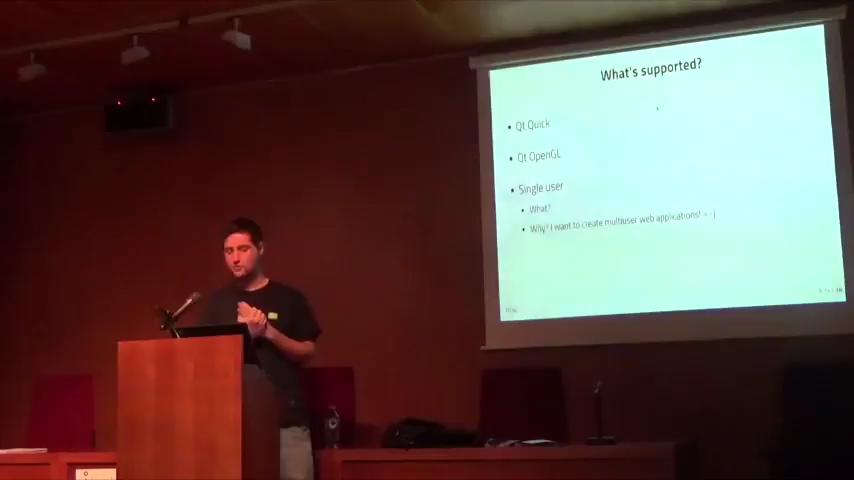 What's supported?
• Qt Quick
• Qt OpenGL
• Single user
• What?
• Why? I want to create multiuser web applications!